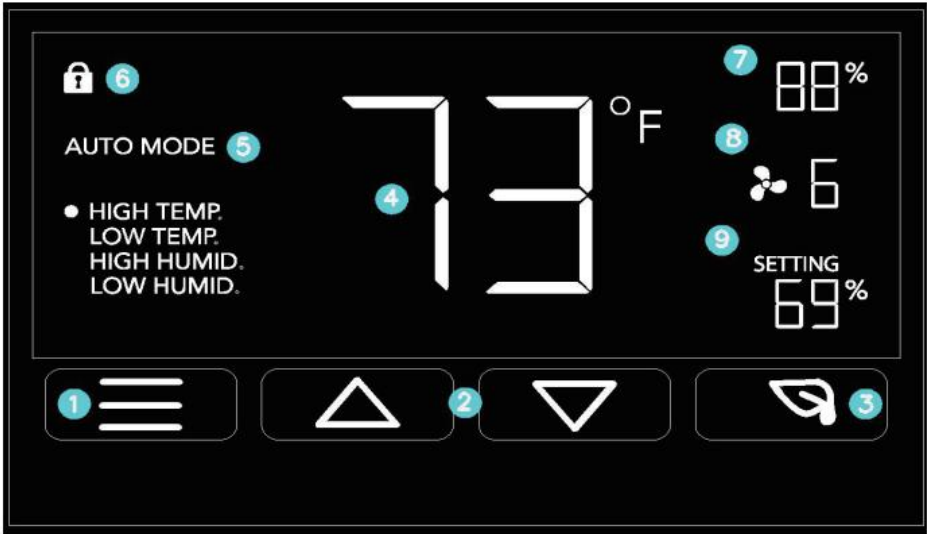 6
AUTO MODE 5
HIGH TEMP.
LOW TEMP.
HIGH HUMID.
LOW HUMID.
4
73°F
7
88%
8
6
9
SETTING
69%
1
2
3